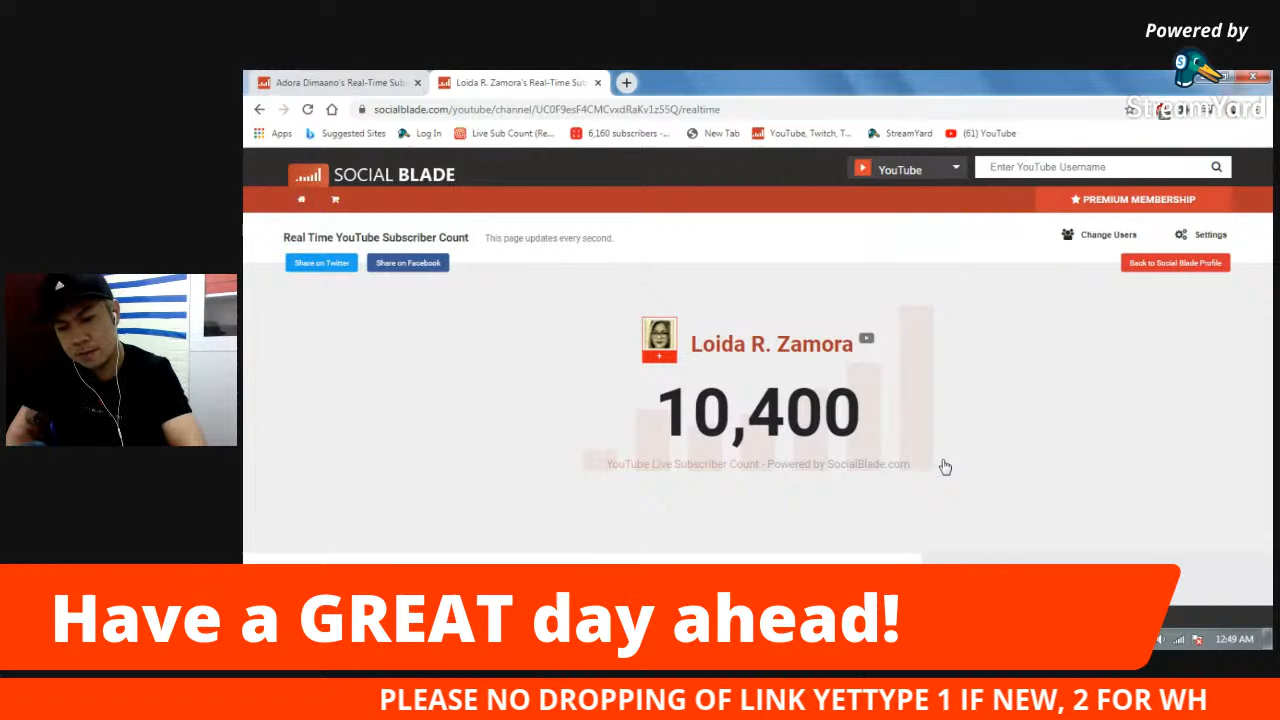 Powered by
StreamYard
Adora Dimaano's Real-Time Sub
Loida R. Zamora's Real-Time Sub
socialblade.com/youtube/channel/UC0F9esF4CMCvxdRaKv1z55Q/realtime
Apps
Suggested Sites
Log In
Live Sub Count (Re...
6,160 subscribers -...
New Tab
YouTube, Twitch, T...
StreamYard
(61) YouTube
SOCIAL BLADE
YouTube
Enter YouTube Username
PREMIUM MEMBERSHIP
Real Time YouTube Subscriber Count
This page updates every second.
Change Users
Settings
Share on Twitter
Share on Facebook
Back to Social Blade Profile
Loida R. Zamora
10,400
YouTube Live Subscriber Count - Powered by SocialBlade.com
Have a GREAT day ahead!
12:49 AM
PLEASE NO DROPPING OF LINK YETTYPE 1 IF NEW, 2 FOR WH